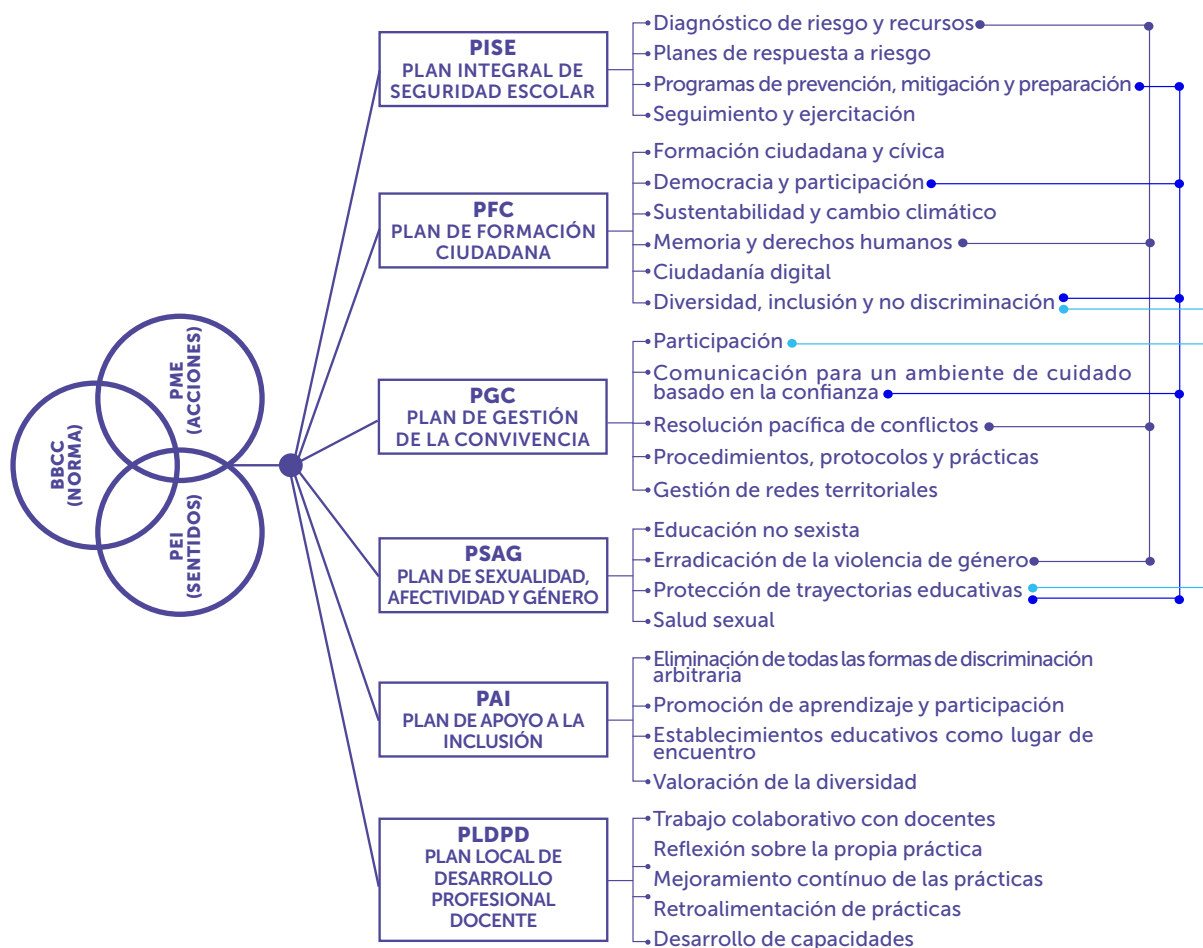 PME
(ACCIONES)
BBCC
(NORMA)
PEI
(SENTIDOS)
PISE
PLAN INTEGRAL DE
SEGURIDAD ESCOLAR
Diagnóstico de riesgo y recursos
Planes de respuesta a riesgo
Programas de prevención, mitigación y preparación
Seguimiento y ejercitación
PFC
PLAN DE FORMACIÓN
CIUDADANA
Formación ciudadana y cívica
Democracia y participación
Sustentabilidad y cambio climático
Memoria y derechos humanos
Ciudadanía digital
Diversidad, inclusión y no discriminación
PGC
PLAN DE GESTIÓN
DE LA CONVIVENCIA
Participación
Comunicación para un ambiente de cuidado
basado en la confianza
Resolución pacífica de conflictos
Procedimientos, protocolos y prácticas
Gestión de redes territoriales
PSAG
PLAN DE SEXUALIDAD,
AFECTIVIDAD Y GÉNERO
Educación no sexista
Erradicación de la violencia de género
Protección de trayectorias educativas
Salud sexual
PAI
PLAN DE APOYO A LA
INCLUSIÓN
Eliminación de todas las formas de discriminación
arbitraria
Promoción de aprendizaje y participación
Establecimientos educativos como lugar de
encuentro
Valoración de la diversidad
PLDPD
PLAN LOCAL DE
DESARROLLO
PROFESIONAL
DOCENTE
Trabajo colaborativo con docentes
Reflexión sobre la propia práctica
Mejoramiento contínuo de las prácticas
Retroalimentación de prácticas
Desarrollo de capacidades